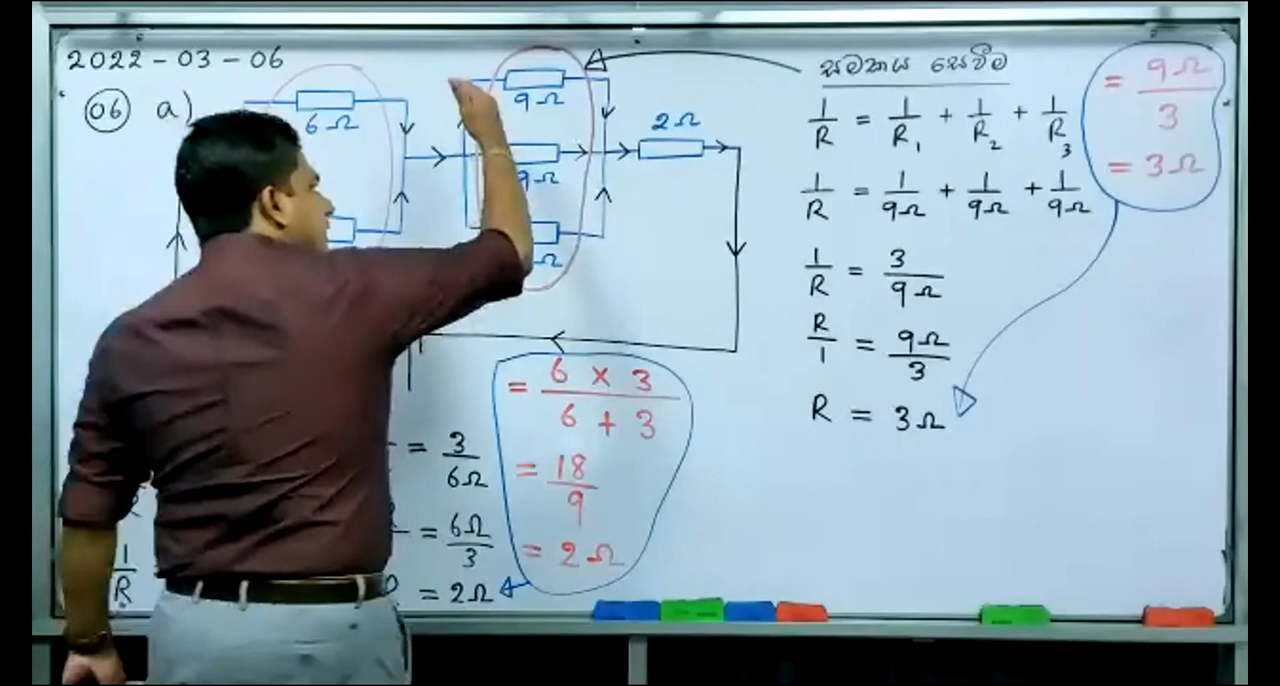 2022-03-06
06 a)
6Ω
9Ω
9Ω
Ω
2Ω
= 3/6Ω
= 6Ω/3
= 2Ω
1/R
= 6 × 3 / 6 + 3
= 18/9
= 2Ω
සමකය සෙවීම
1/R = 1/R₁ + 1/R₂ + 1/R₃
1/R = 1/9Ω + 1/9Ω + 1/9Ω
1/R = 3/9Ω
R/1 = 9Ω/3
R = 3Ω
= 9Ω/3
= 3Ω